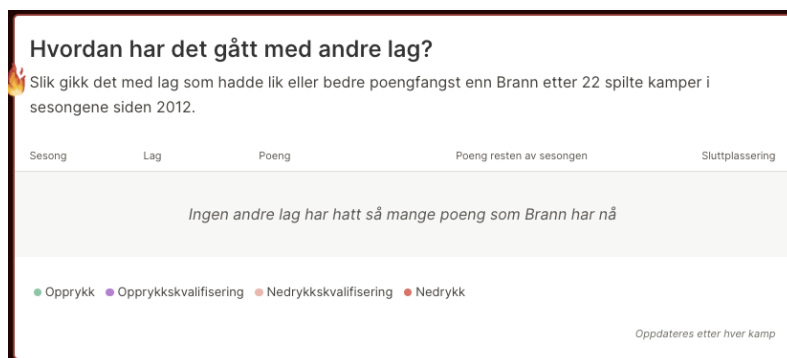 Hvordan har det gått med andre lag?
Slik gikk det med lag som hadde lik eller bedre poengfangst enn Brann etter 22 spilte kamper i
sesongene siden 2012.
Sesong Lag Poeng Poeng resten av sesongen Sluttplassering
Ingen andre lag har hatt så mange poeng som Brann har nå
Opprykk Opprykkskvalifisering Nedrykkskvalifisering Nedrykk
Oppdateres etter hver kamp